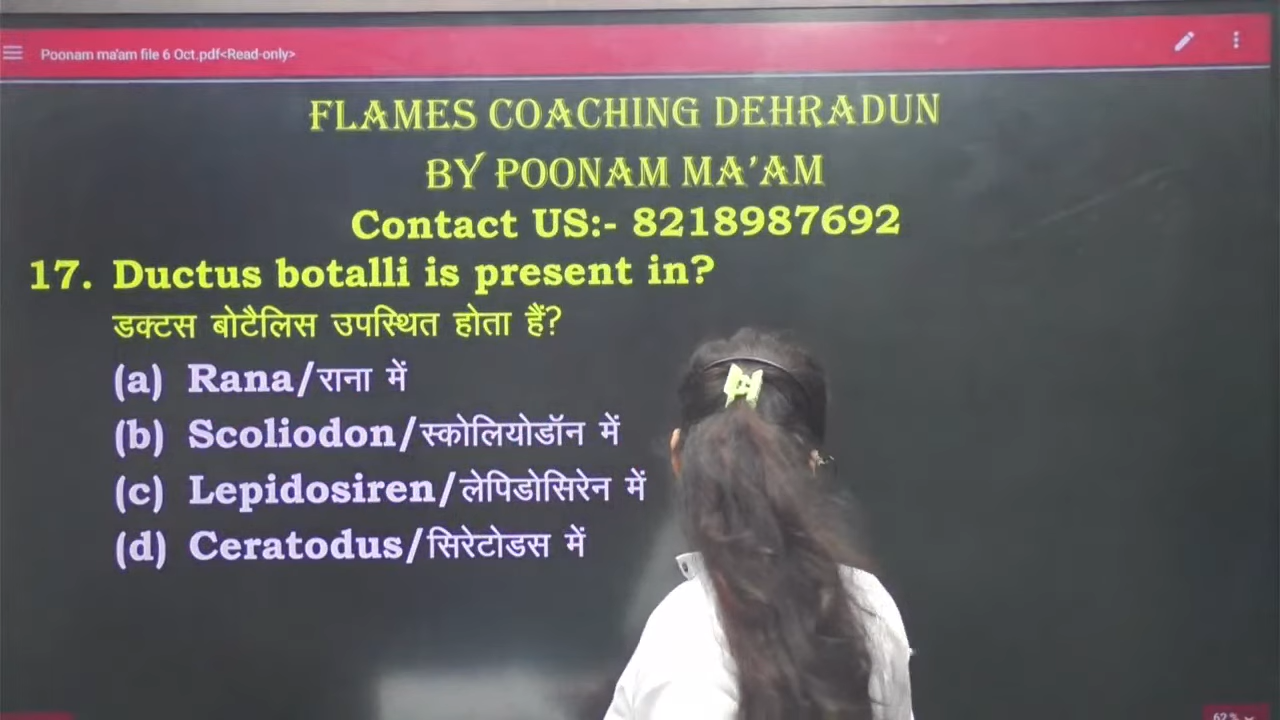 Poonam ma'am file 6 Oct.pdf<Read-only>
FLAMES COACHING DEHRADUN
BY POONAM MA'AM
Contact US:- 8218987692
17. Ductus botalli is present in?
डक्टस बोटैलिस उपस्थित होता हैं?
(a) Rana/राना में
(b) Scoliodon/स्कोलियोडॉन में
(c) Lepidosiren/लेपिडोसिरेन में
(d) Ceratodus/सिरेटोडस में
62%